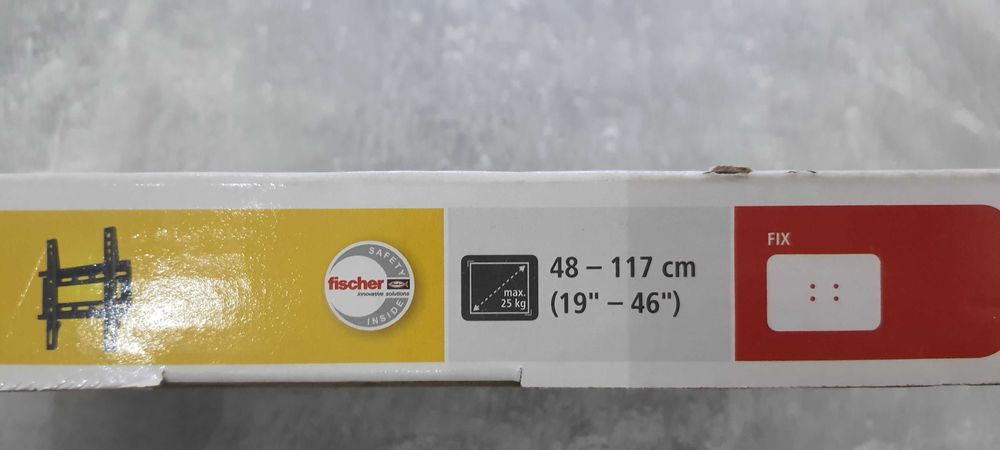 SAFETY
fischer
innovative solutions
INSIDE
max.
25 kg
48 – 117 cm
(19" – 46")
FIX